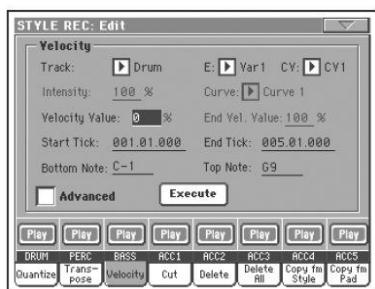 STYLE REC: Edit
Velocity
Track: Drum E: Var1 CV: CV1
Intensity: 100 % Curve: Curve 1
Velocity Value: 0 % End Vel. Value: 100 %
Start Tick: 001.01.000 End Tick: 005.01.000
Bottom Note: C-1 Top Note: G9
Advanced Execute
Play Play Play Play Play Play Play Play
DRUM PERC BASS ACC1 ACC2 ACC3 ACC4 ACC5
Quantize Trans-pose Velocity Cut Delete Delete All Copy fm Style Copy fm Pad